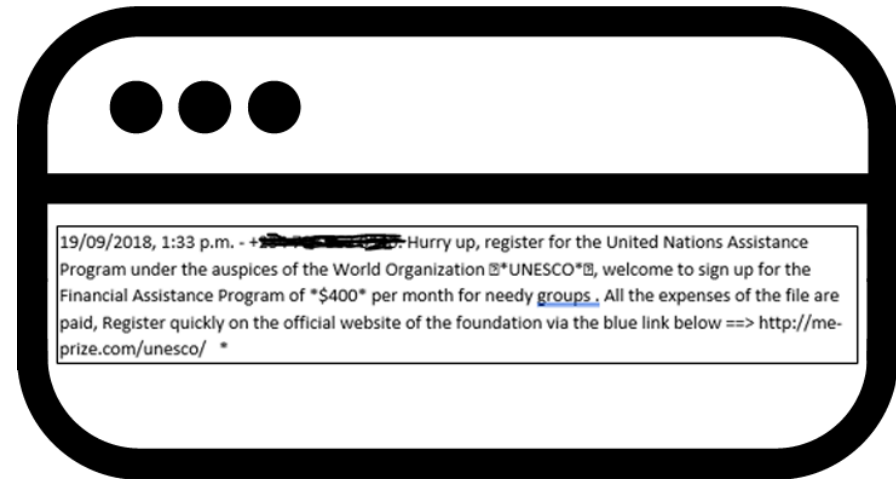 19/09/2018, 1:33 p.m. - + Hurry up, register for the United Nations Assistance
Program under the auspices of the World Organization *UNESCO*, welcome to sign up for the
Financial Assistance Program of *$400* per month for needy groups . All the expenses of the file are
paid, Register quickly on the official website of the foundation via the blue link below ==> http://me-
prize.com/unesco/ *